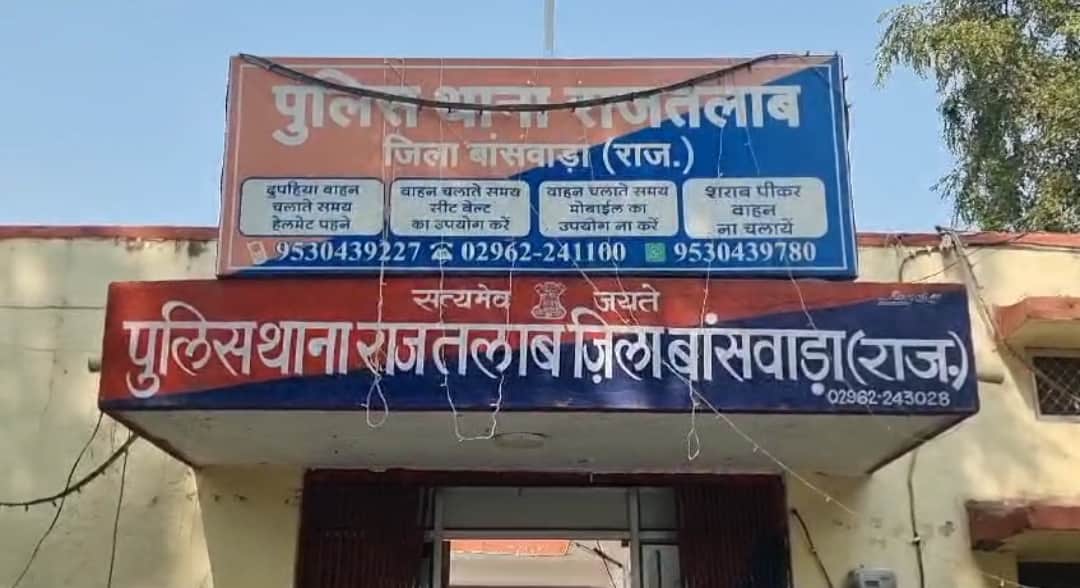 पुलिस थाना राजतलाब
जिला बांसवाड़ा (राज.)
दुपहिया वाहन
चलाते समय
हेलमेट पहने
वाहन चलाते समय
सीट बेल्ट
का उपयोग करें
वाहन चलाते समय
मोबाईल का
उपयोग ना करें
शराब पीकर
वाहन
ना चलायें
9530439227 02962-241100 9530439780
सत्यमेव जयते
पुलिस थाना राजतलाब ज़िला बांसवाड़ा (राज.)
02962-243028